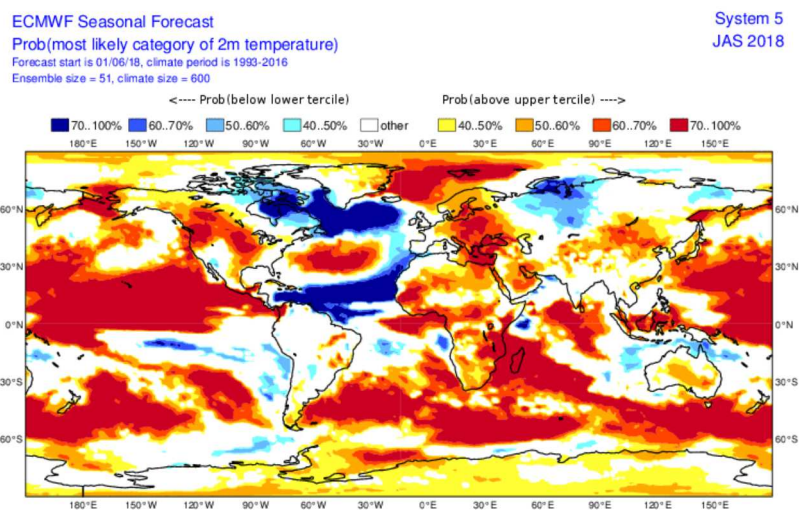 ECMWF Seasonal Forecast
System 5
Prob(most likely category of 2m temperature)
JAS 2018
Forecast start is 01/06/18, climate period is 1993-2016
Ensemble size = 51, climate size = 600
<---- Prob(below lower tercile)
Prob(above upper tercile) ---->
70..100% 60..70% 50..60% 40..50% other 40..50% 50..60% 60..70% 70..100%
180°E 150°W 120°W 90°W 60°W 30°W 0°E 30°E 60°E 90°E 120°E 150°E
60°N 60°N
30°N 30°N
0°N 0°N
30°S 30°S
60°S 60°S
180°E 150°W 120°W 90°W 60°W 30°W 0°E 30°E 60°E 90°E 120°E 150°E